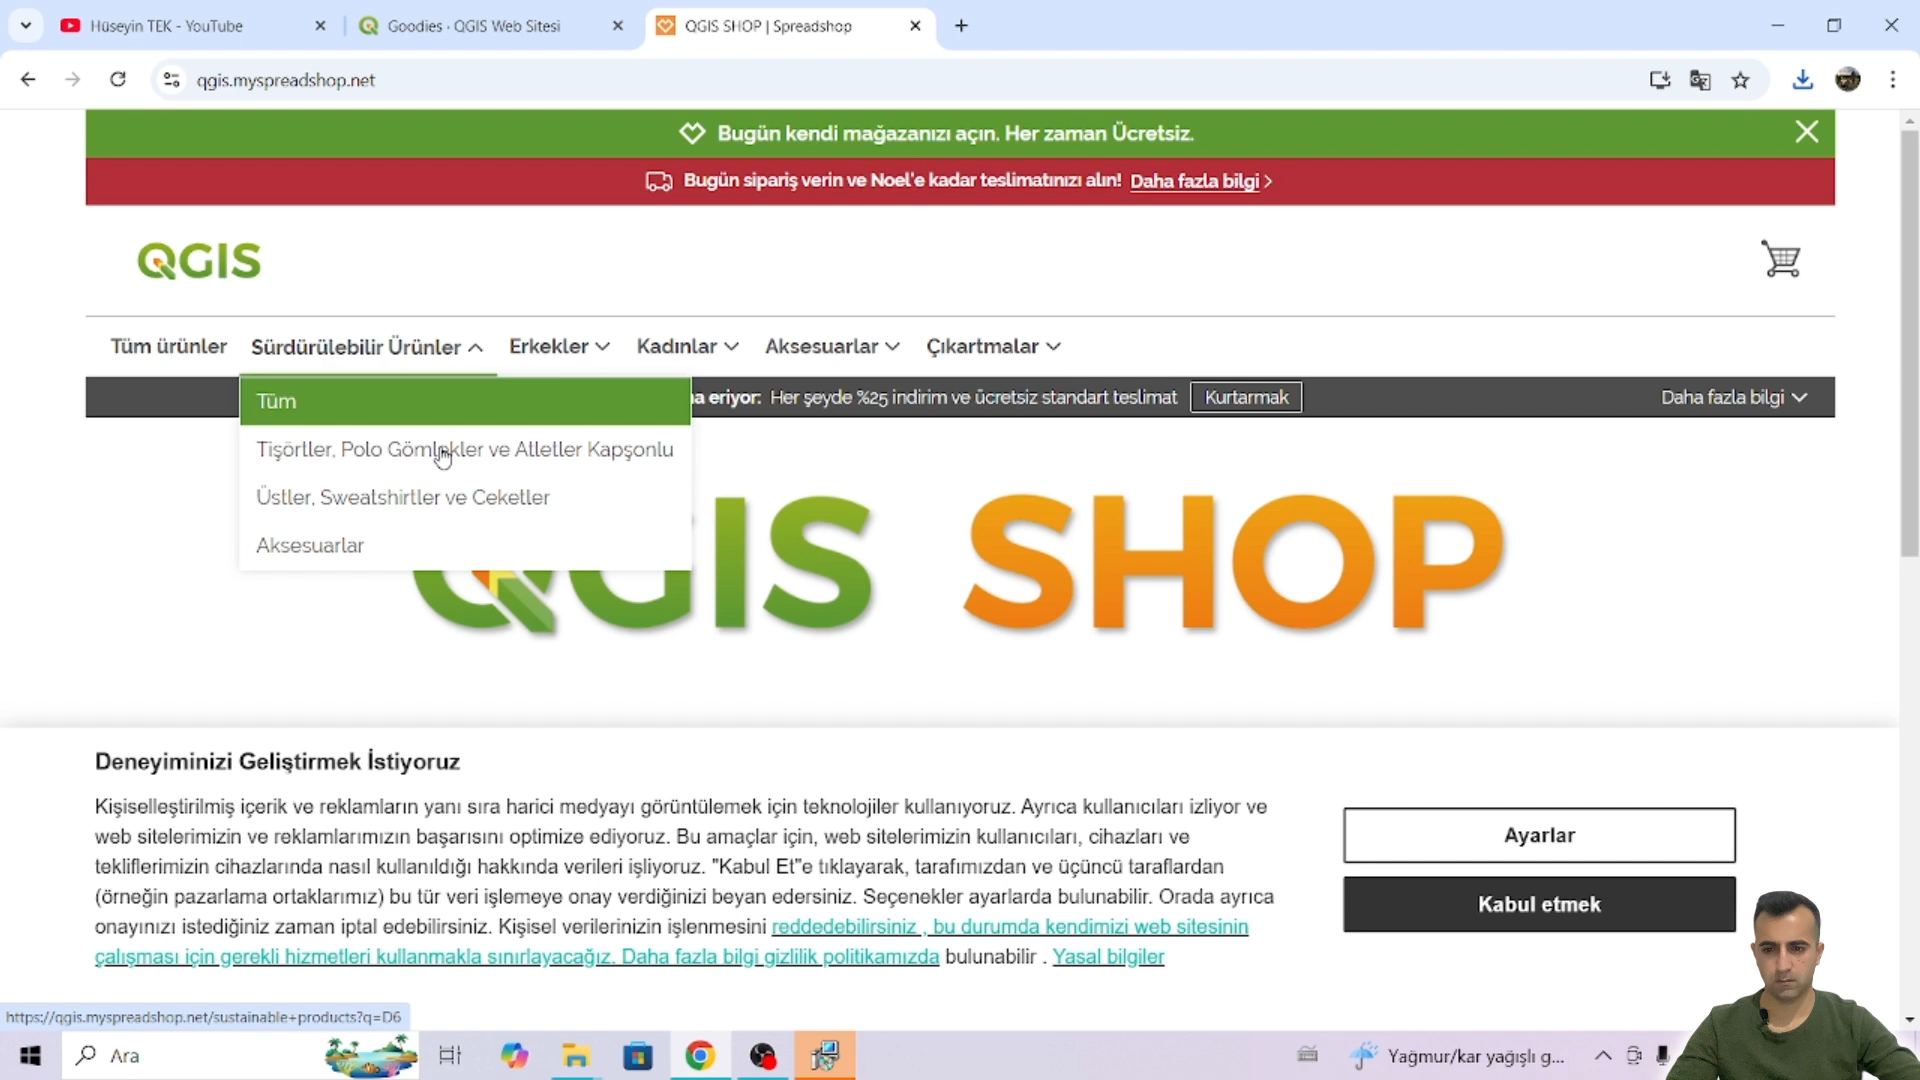 Hüseyin TEK - YouTube
Goodies · QGIS Web Sitesi
QGIS SHOP | Spreadshop
qgis.myspreadshop.net
Bugün kendi mağazanızı açın. Her zaman Ücretsiz.
Bugün sipariş verin ve Noel'e kadar teslimatınızı alın! Daha fazla bilgi >
QGIS
Tüm ürünler
Sürdürülebilir Ürünler
Erkekler
Kadınlar
Aksesuarlar
Çıkartmalar
eriyor: Her şeyde %25 indirim ve ücretsiz standart teslimat
Kurtarmak
Daha fazla bilgi
Tüm
Tişörtler, Polo Gömlekler ve Atletler Kapşonlu
Üstler, Sweatshirtler ve Ceketler
Aksesuarlar
QGIS SHOP
Deneyiminizi Geliştirmek İstiyoruz
Kişiselleştirilmiş içerik ve reklamların yanı sıra harici medyayı görüntülemek için teknolojiler kullanıyoruz. Ayrıca kullanıcıları izliyor ve
web sitelerimizin ve reklamlarımızın başarısını optimize ediyoruz. Bu amaçlar için, web sitelerimizin kullanıcıları, cihazları ve
tekliflerimizin cihazlarında nasıl kullanıldığı hakkında verileri işliyoruz. "Kabul Et"e tıklayarak, tarafımızdan ve üçüncü taraflardan
(örneğin pazarlama ortaklarımız) bu tür veri işlemeye onay verdiğinizi beyan edersiniz. Seçenekler ayarlarda bulunabilir. Orada ayrıca
onayınızı istediğiniz zaman iptal edebilirsiniz. Kişisel verilerinizin işlenmesini reddedebilirsiniz , bu durumda kendimizi web sitesinin
çalışması için gerekli hizmetleri kullanmakla sınırlayacağız. Daha fazla bilgi gizlilik politikamızda bulunabilir . Yasal bilgiler
Ayarlar
Kabul etmek
https://qgis.myspreadshop.net/sustainable+products?q=D6
Ara
Yağmur/kar yağışlı g...